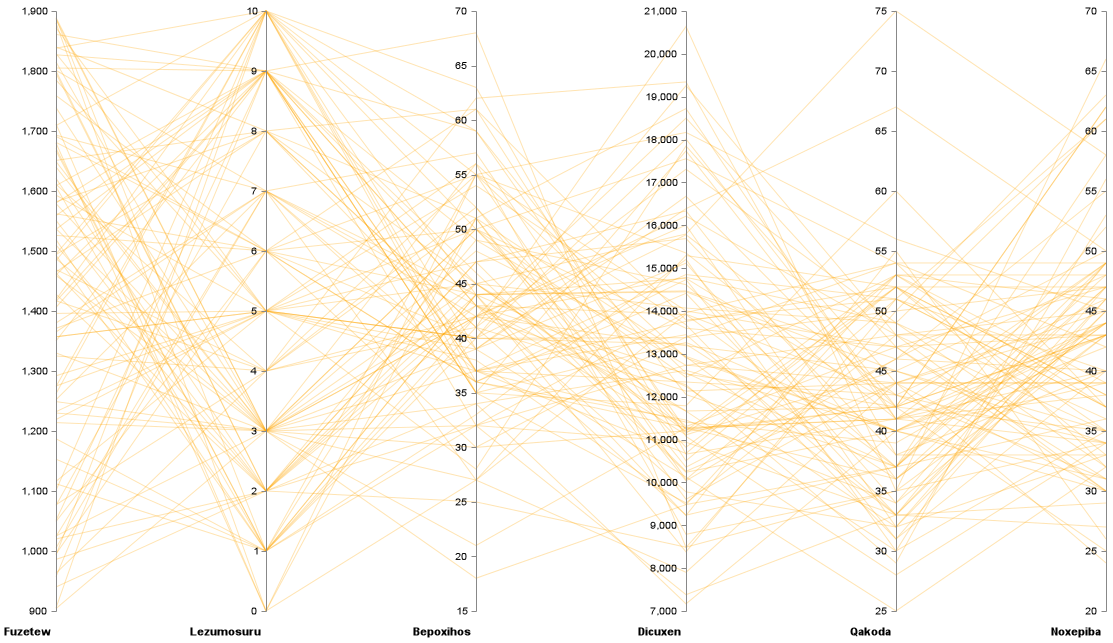 1,900 10 70 21,000 75 70
20,000
65 65
1,800 9 19,000 70
60 60
1,700 8 18,000 65
55 17,000 55
1,600 7 60
50 16,000
1,500 6 55 50
15,000
45
1,400 5 14,000 50 45
40
13,000
1,300 4 45 40
35 12,000
1,200 3 11,000 40 35
30
10,000
1,100 2 35 30
25
9,000
1,000 1 20 30 25
8,000
900 0 15 7,000 25 20
Fuzetew Lezumosuru Bepoxihos Dicuxen Qakoda Noxepiba